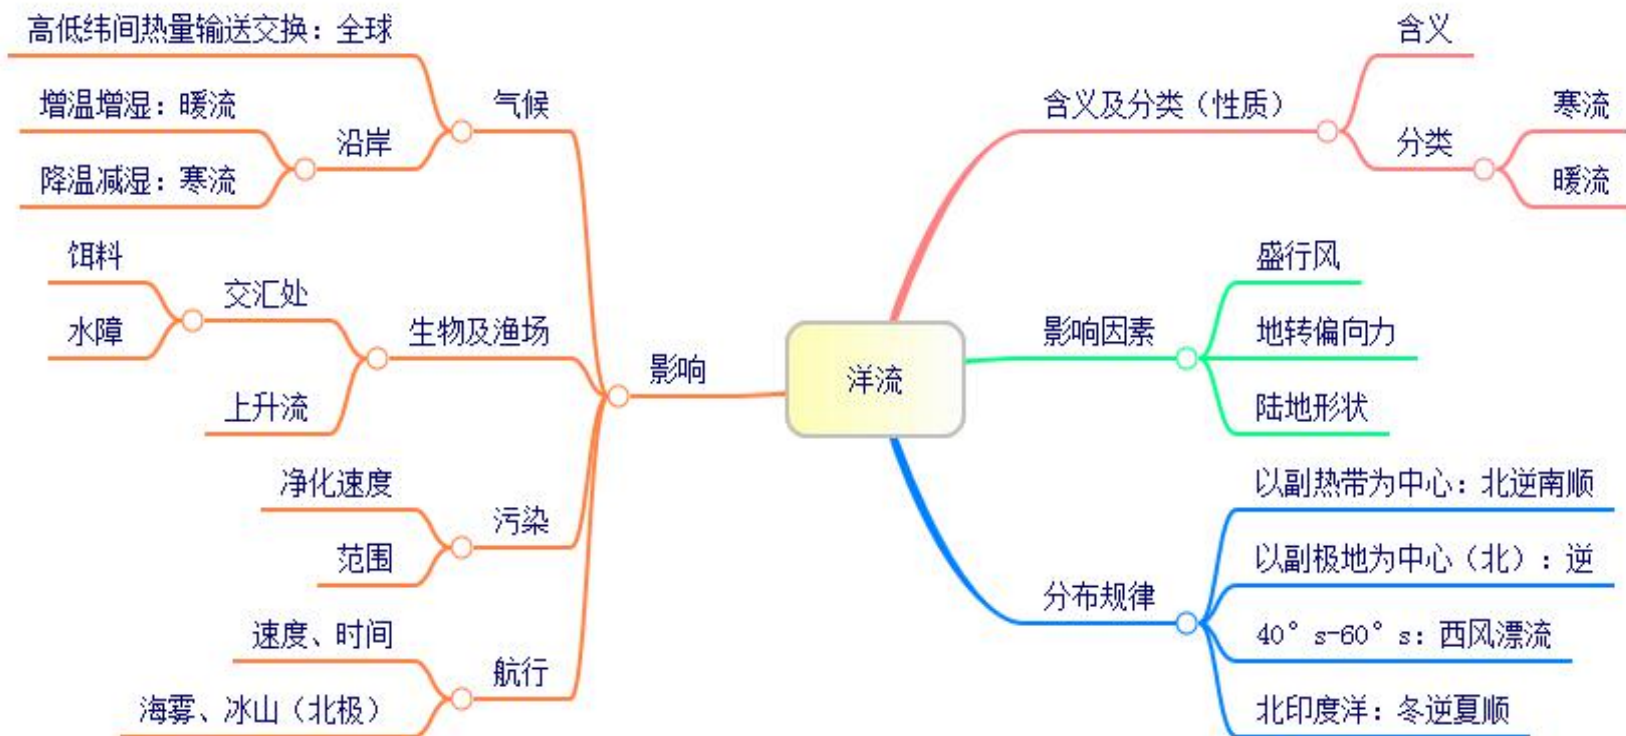 洋流
含义及分类（性质）
含义
分类
寒流
暖流
影响因素
盛行风
地转偏向力
陆地形状
分布规律
以副热带为中心：北逆南顺
以副极地为中心（北）：逆
40°s-60°s：西风漂流
北印度洋：冬逆夏顺
影响
气候
高低纬间热量输送交换：全球
沿岸
增温增湿：暖流
降温减湿：寒流
生物及渔场
交汇处
饵料
水障
上升流
污染
净化速度
范围
航行
速度、时间
海雾、冰山（北极）